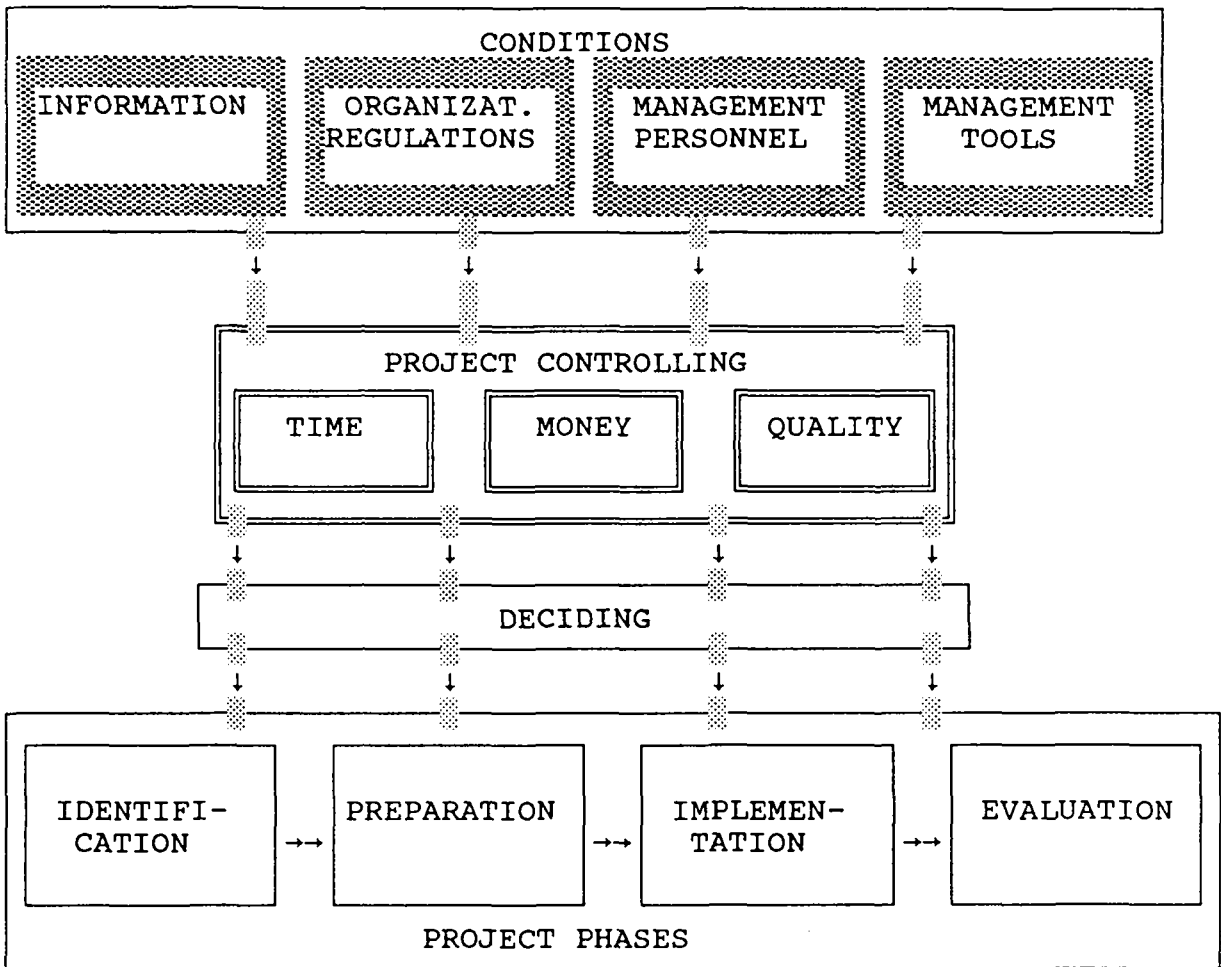 CONDITIONS
INFORMATION
ORGANIZAT.
REGULATIONS
MANAGEMENT
PERSONNEL
MANAGEMENT
TOOLS
↓ ↓ ↓ ↓
PROJECT CONTROLLING
TIME
MONEY
QUALITY
↓ ↓ ↓ ↓
DECIDING
↓ ↓ ↓ ↓
IDENTIFI-
CATION
→→
PREPARATION
→→
IMPLEMEN-
TATION
→→
EVALUATION
PROJECT PHASES